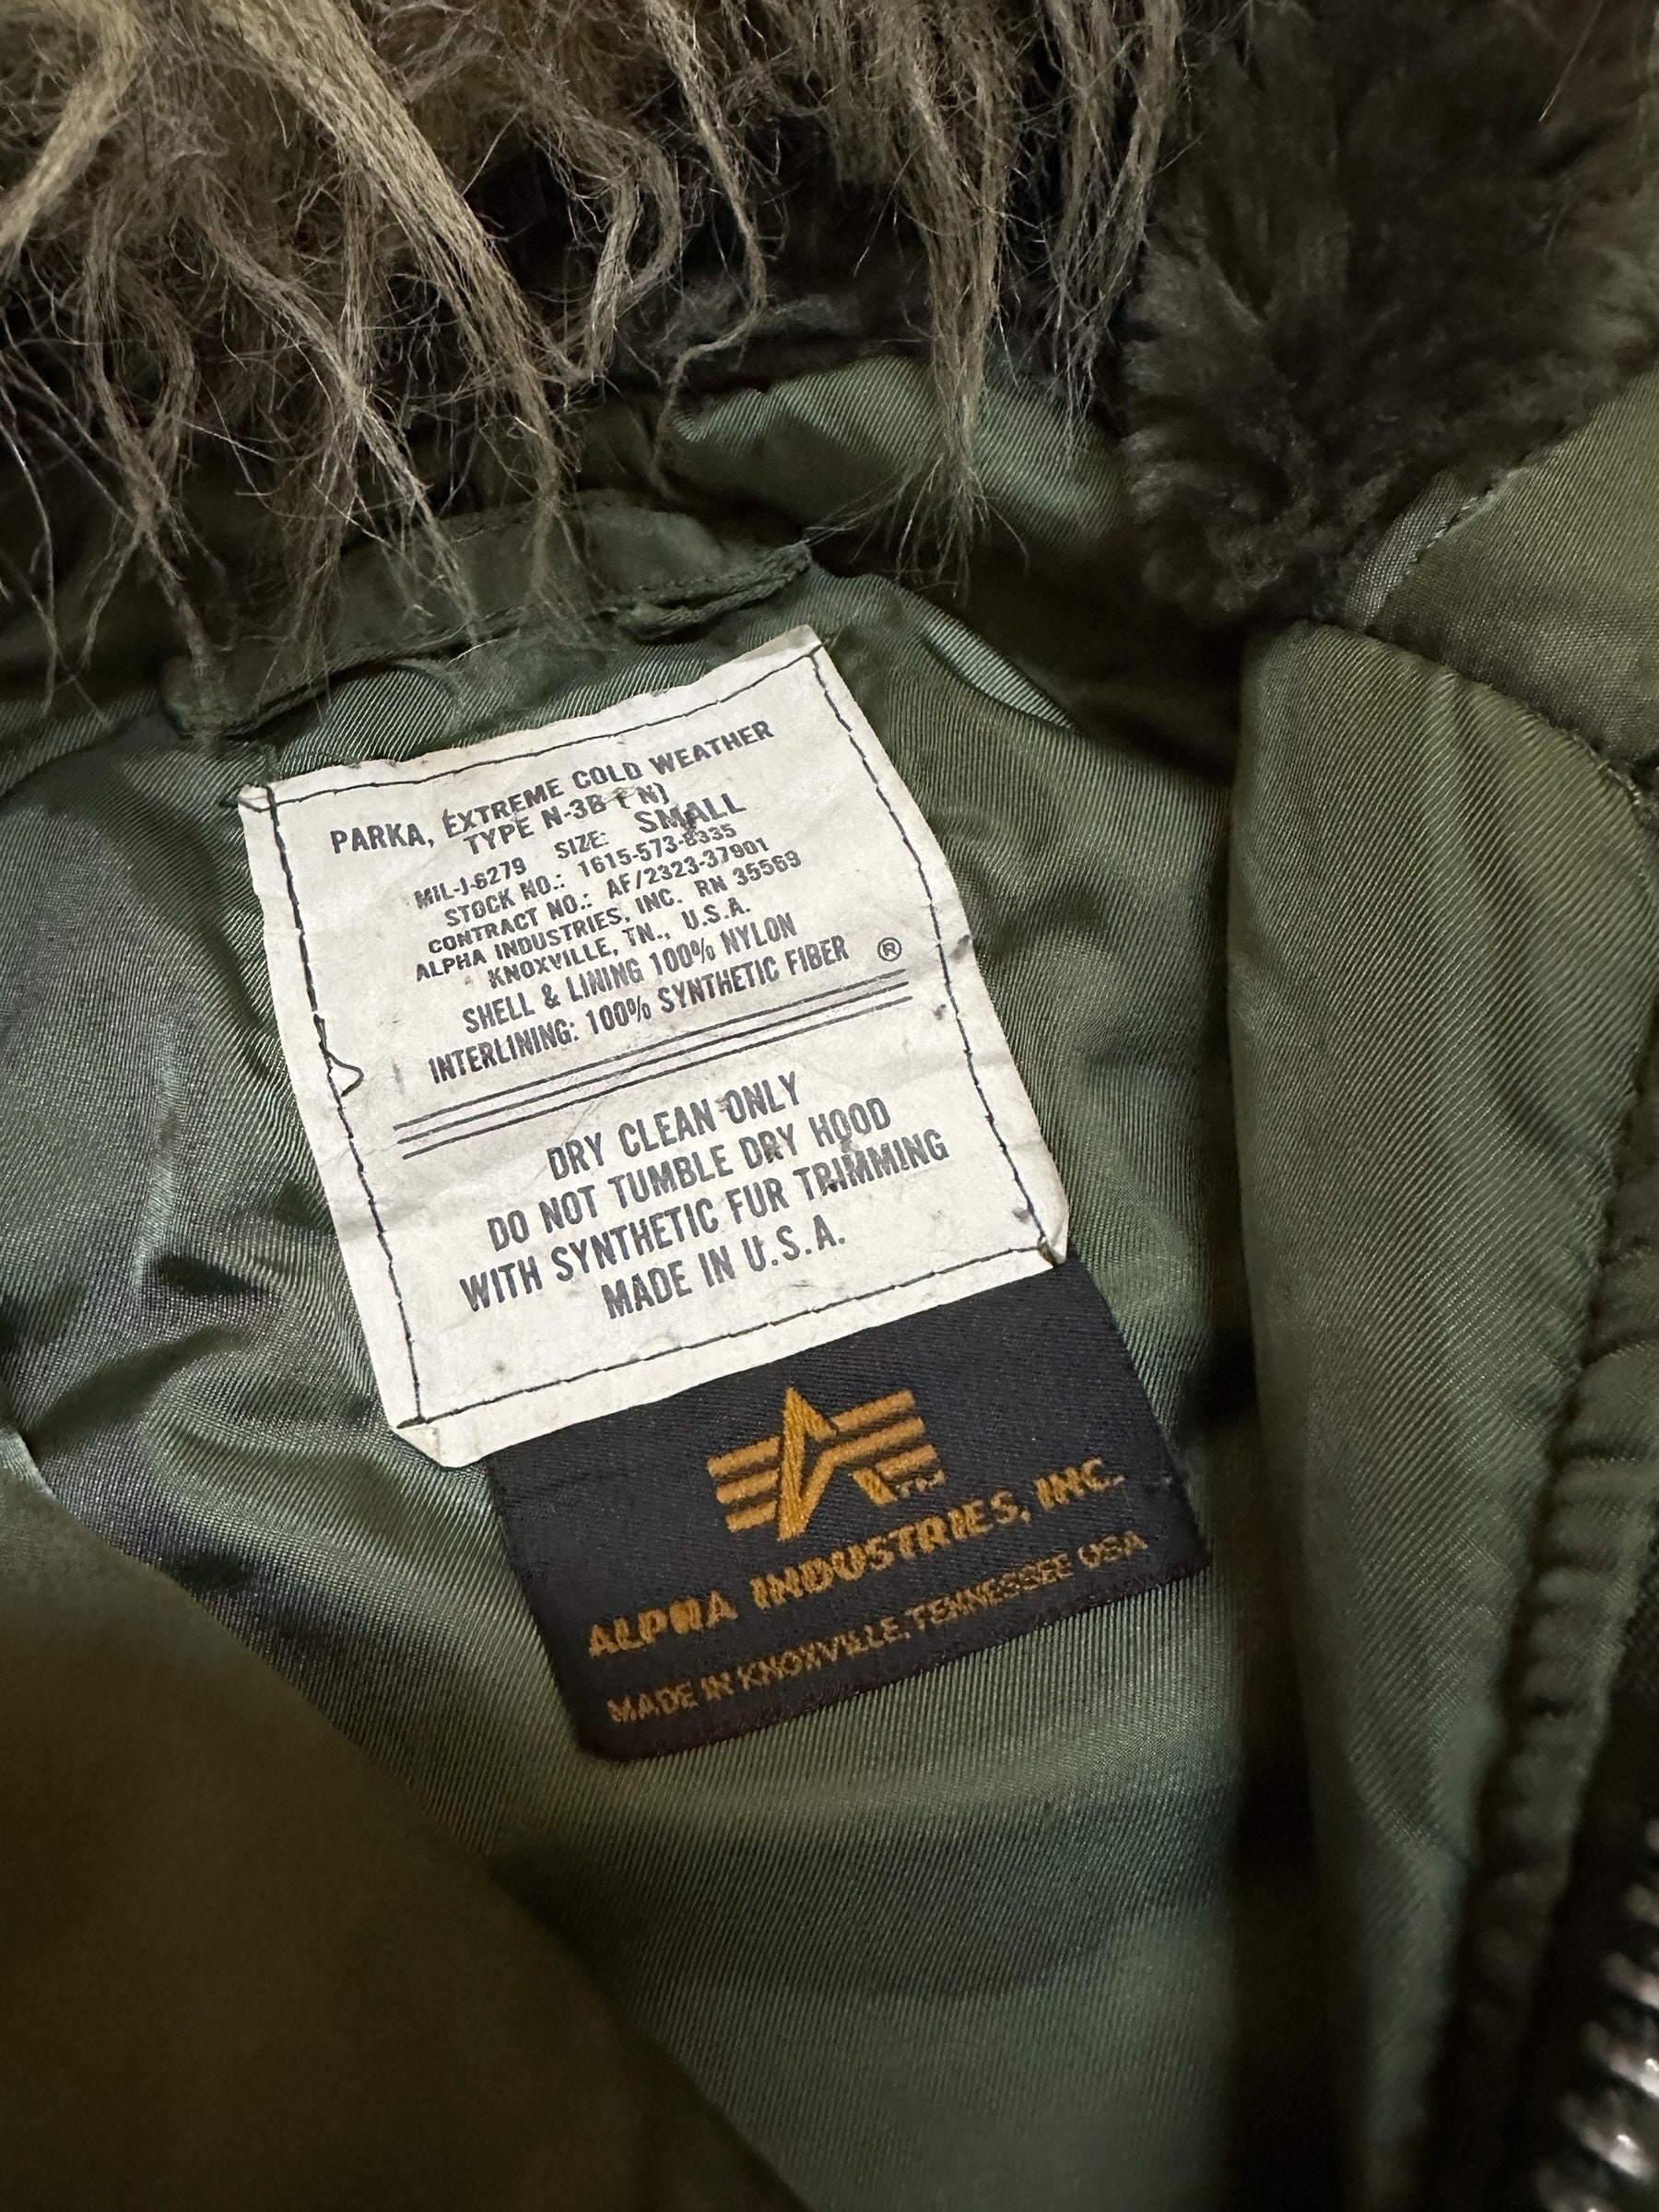 PARKA, EXTREME COLD WEATHER
TYPE N-3B ( N)
MIL-J-6279 SIZE: SMALL
STOCK NO.: 1615-573-8335
CONTRACT NO.: AF/2323-37901
ALPHA INDUSTRIES, INC. RN 35569
KNOXVILLE, TN., U.S.A.
SHELL & LINING 100% NYLON
INTERLINING: 100% SYNTHETIC FIBER ®
DRY CLEAN ONLY
DO NOT TUMBLE DRY HOOD
WITH SYNTHETIC FUR TRIMMING
MADE IN U.S.A.
TM
ALPHA INDUSTRIES, INC.
MADE IN KNOXVILLE, TENNESSEE USA